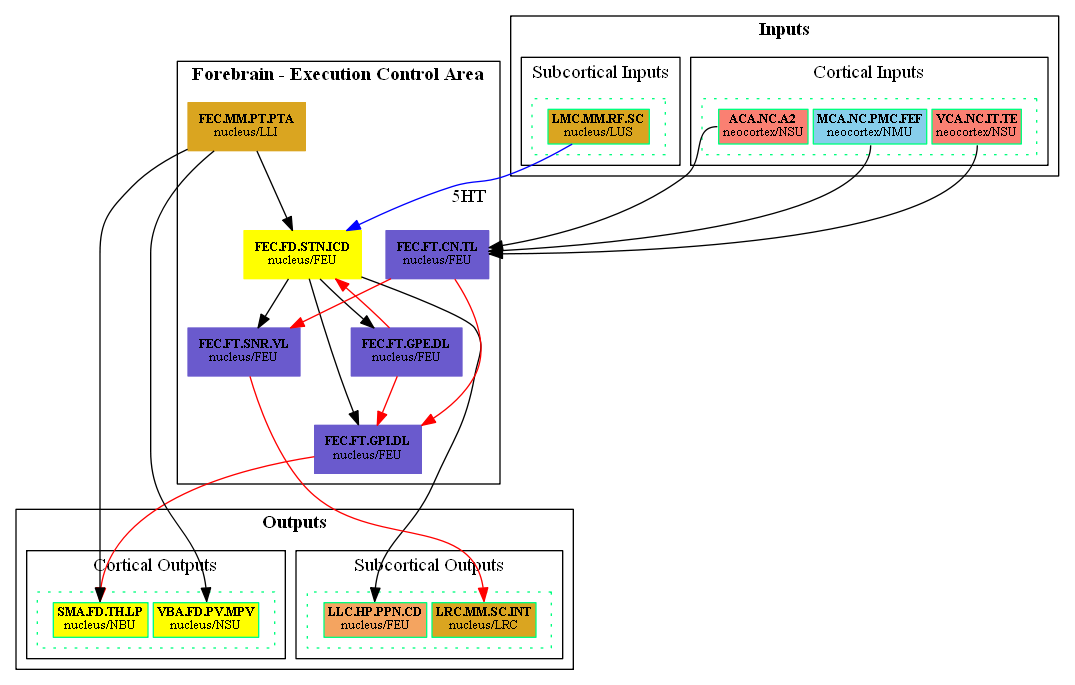 Inputs
Subcortical Inputs
Cortical Inputs
LMC.MM.RF.SC
nucleus/LUS
ACA.NC.A2
neocortex/NSU
MCA.NC.PMC.FEF
neocortex/NMU
VCA.NC.IT.TE
neocortex/NSU
Forebrain - Execution Control Area
FEC.MM.PT.PTA
nucleus/LLI
5HT
FEC.FD.STN.ICD
nucleus/FEU
FEC.FT.CN.TL
nucleus/FEU
FEC.FT.SNR.VL
nucleus/FEU
FEC.FT.GPE.DL
nucleus/FEU
FEC.FT.GPI.DL
nucleus/FEU
Outputs
Cortical Outputs
Subcortical Outputs
SMA.FD.TH.LP
nucleus/NBU
VBA.FD.PV.MPV
nucleus/NSU
LLC.HP.PPN.CD
nucleus/FEU
LRC.MM.SC.INT
nucleus/LRC